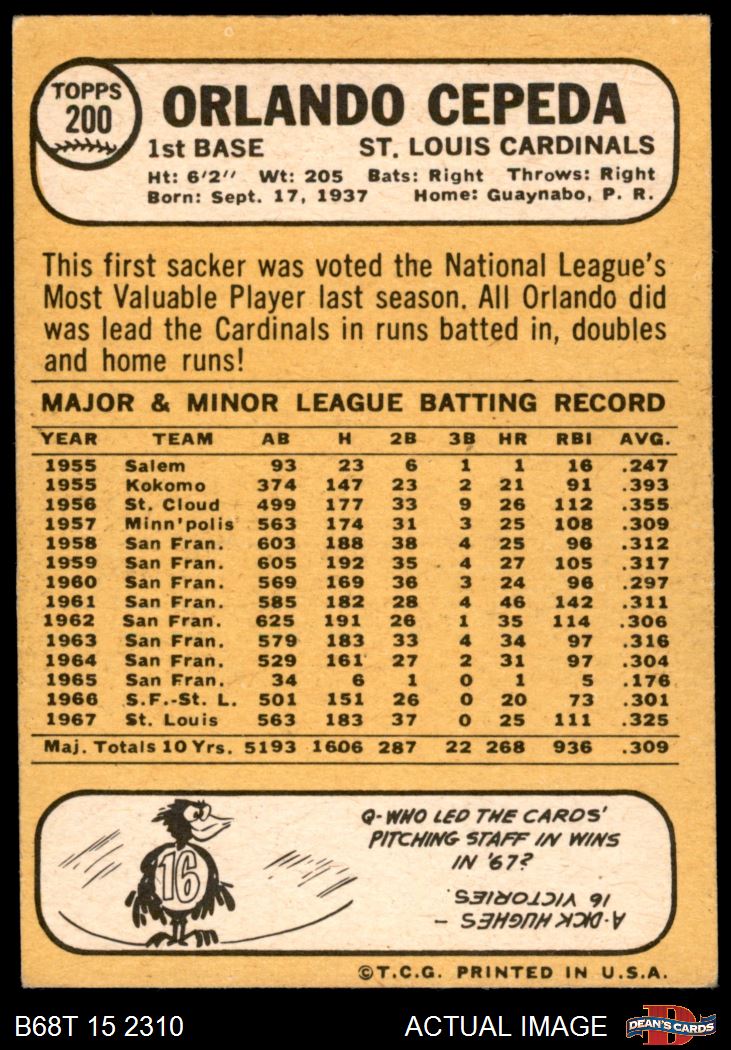 TOPPS
200
ORLANDO CEPEDA
1st BASE ST. LOUIS CARDINALS
Ht: 6'2" Wt: 205 Bats: Right Throws: Right
Born: Sept. 17, 1937 Home: Guaynabo, P. R.
This first sacker was voted the National League's
Most Valuable Player last season. All Orlando did
was lead the Cardinals in runs batted in, doubles
and home runs!
MAJOR & MINOR LEAGUE BATTING RECORD
YEAR TEAM AB H 2B 3B HR RBI AVG.
1955 Salem 93 23 6 1 1 16 .247
1955 Kokomo 374 147 23 2 21 91 .393
1956 St. Cloud 499 177 33 9 26 112 .355
1957 Minn'polis 563 174 31 3 25 108 .309
1958 San Fran. 603 188 38 4 25 96 .312
1959 San Fran. 605 192 35 4 27 105 .317
1960 San Fran. 569 169 36 3 24 96 .297
1961 San Fran. 585 182 28 4 46 142 .311
1962 San Fran. 625 191 26 1 35 114 .306
1963 San Fran. 579 183 33 4 34 97 .316
1964 San Fran. 529 161 27 2 31 97 .304
1965 San Fran. 34 6 1 0 1 5 .176
1966 S.F.-St. L. 501 151 26 0 20 73 .301
1967 St. Louis 563 183 37 0 25 111 .325
Maj. Totals 10 Yrs. 5193 1606 287 22 268 936 .309
16
Q-WHO LED THE CARDS'
PITCHING STAFF IN WINS
IN '67?
A-DICK HUGHES –
16 VICTORIES.
©T.C.G. PRINTED IN U.S.A.
B68T 15 2310 ACTUAL IMAGE
D
DEAN'S CARDS